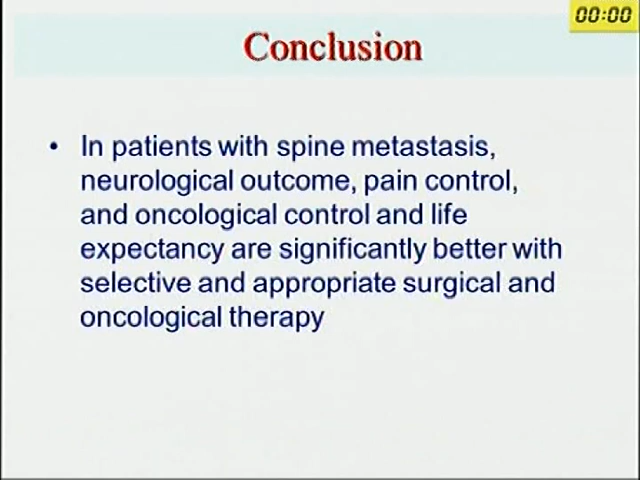 00:00
Conclusion
• In patients with spine metastasis,
neurological outcome, pain control,
and oncological control and life
expectancy are significantly better with
selective and appropriate surgical and
oncological therapy